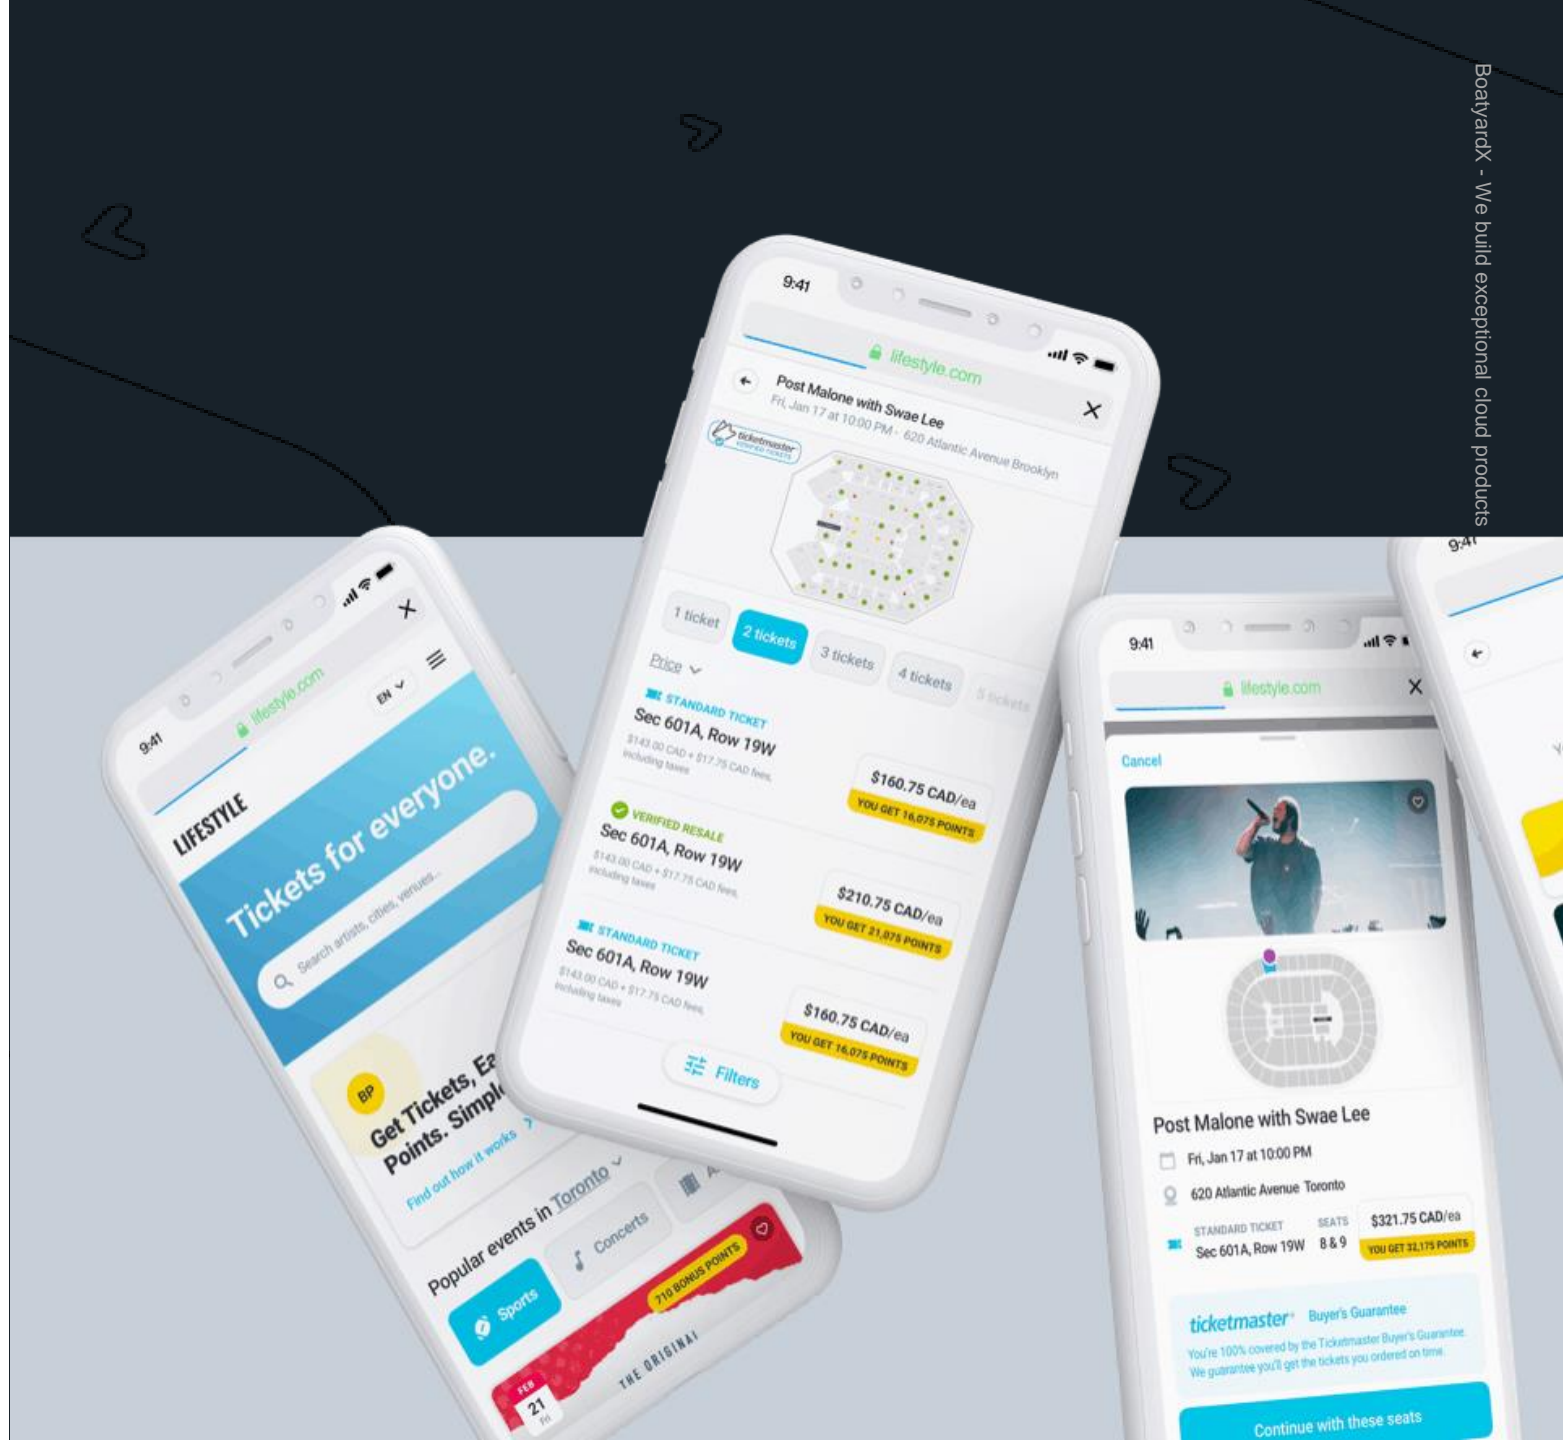 BoatyardX - We build exceptional cloud products
9:41
lifestyle.com
Post Malone with Swae Lee
Fri, Jan 17 at 10:00 PM · 620 Atlantic Avenue Brooklyn
ticketmaster
VERIFIED TICKETS
1 ticket
2 tickets
3 tickets
4 tickets
5 tickets
Price
STANDARD TICKET
Sec 601A, Row 19W
$143.00 CAD + $17.75 CAD fees,
including taxes
$160.75 CAD/ea
YOU GET 16,075 POINTS
VERIFIED RESALE
Sec 601A, Row 19W
$143.00 CAD + $17.75 CAD fees,
including taxes
$210.75 CAD/ea
YOU GET 21,075 POINTS
STANDARD TICKET
Sec 601A, Row 19W
$143.00 CAD + $17.75 CAD fees,
including taxes
$160.75 CAD/ea
YOU GET 16,075 POINTS
Filters
9:41
lifestyle.com
LIFESTYLE
EN
Tickets for everyone.
Search artists, cities, venues...
BP
Get Tickets, Ea
Points. Simple
Find out how it works
Popular events in Toronto
Sports
Concerts
A
710 BONUS POINTS
FEB
21
Fri
THE ORIGINAL
9:41
lifestyle.com
Cancel
Post Malone with Swae Lee
Fri, Jan 17 at 10:00 PM
620 Atlantic Avenue Toronto
STANDARD TICKET
Sec 601A, Row 19W
SEATS
8 & 9
$321.75 CAD/ea
YOU GET 32,175 POINTS
ticketmaster Buyer's Guarantee
You're 100% covered by the Ticketmaster Buyer's Guarantee.
We guarantee you'll get the tickets you ordered on time.
Continue with these seats
9:41